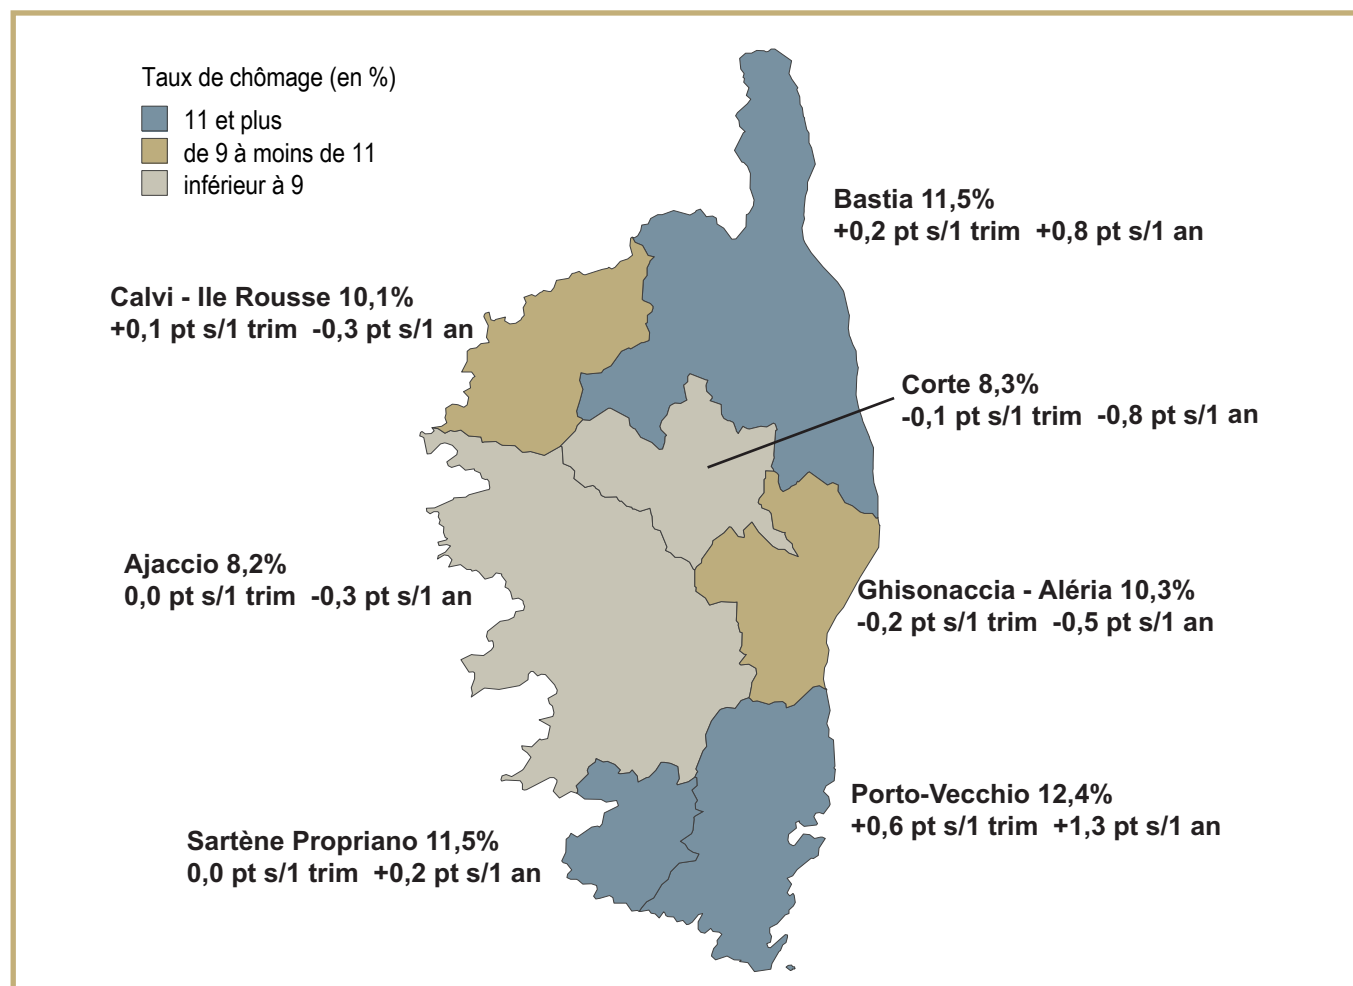 Taux de chômage (en %)
11 et plus
de 9 à moins de 11
inférieur à 9
Bastia 11,5%
+0,2 pt s/1 trim +0,8 pt s/1 an
Calvi - Ile Rousse 10,1%
+0,1 pt s/1 trim -0,3 pt s/1 an
Corte 8,3%
-0,1 pt s/1 trim -0,8 pt s/1 an
Ajaccio 8,2%
0,0 pt s/1 trim -0,3 pt s/1 an
Ghisonaccia - Aléria 10,3%
-0,2 pt s/1 trim -0,5 pt s/1 an
Porto-Vecchio 12,4%
+0,6 pt s/1 trim +1,3 pt s/1 an
Sartène Propriano 11,5%
0,0 pt s/1 trim +0,2 pt s/1 an